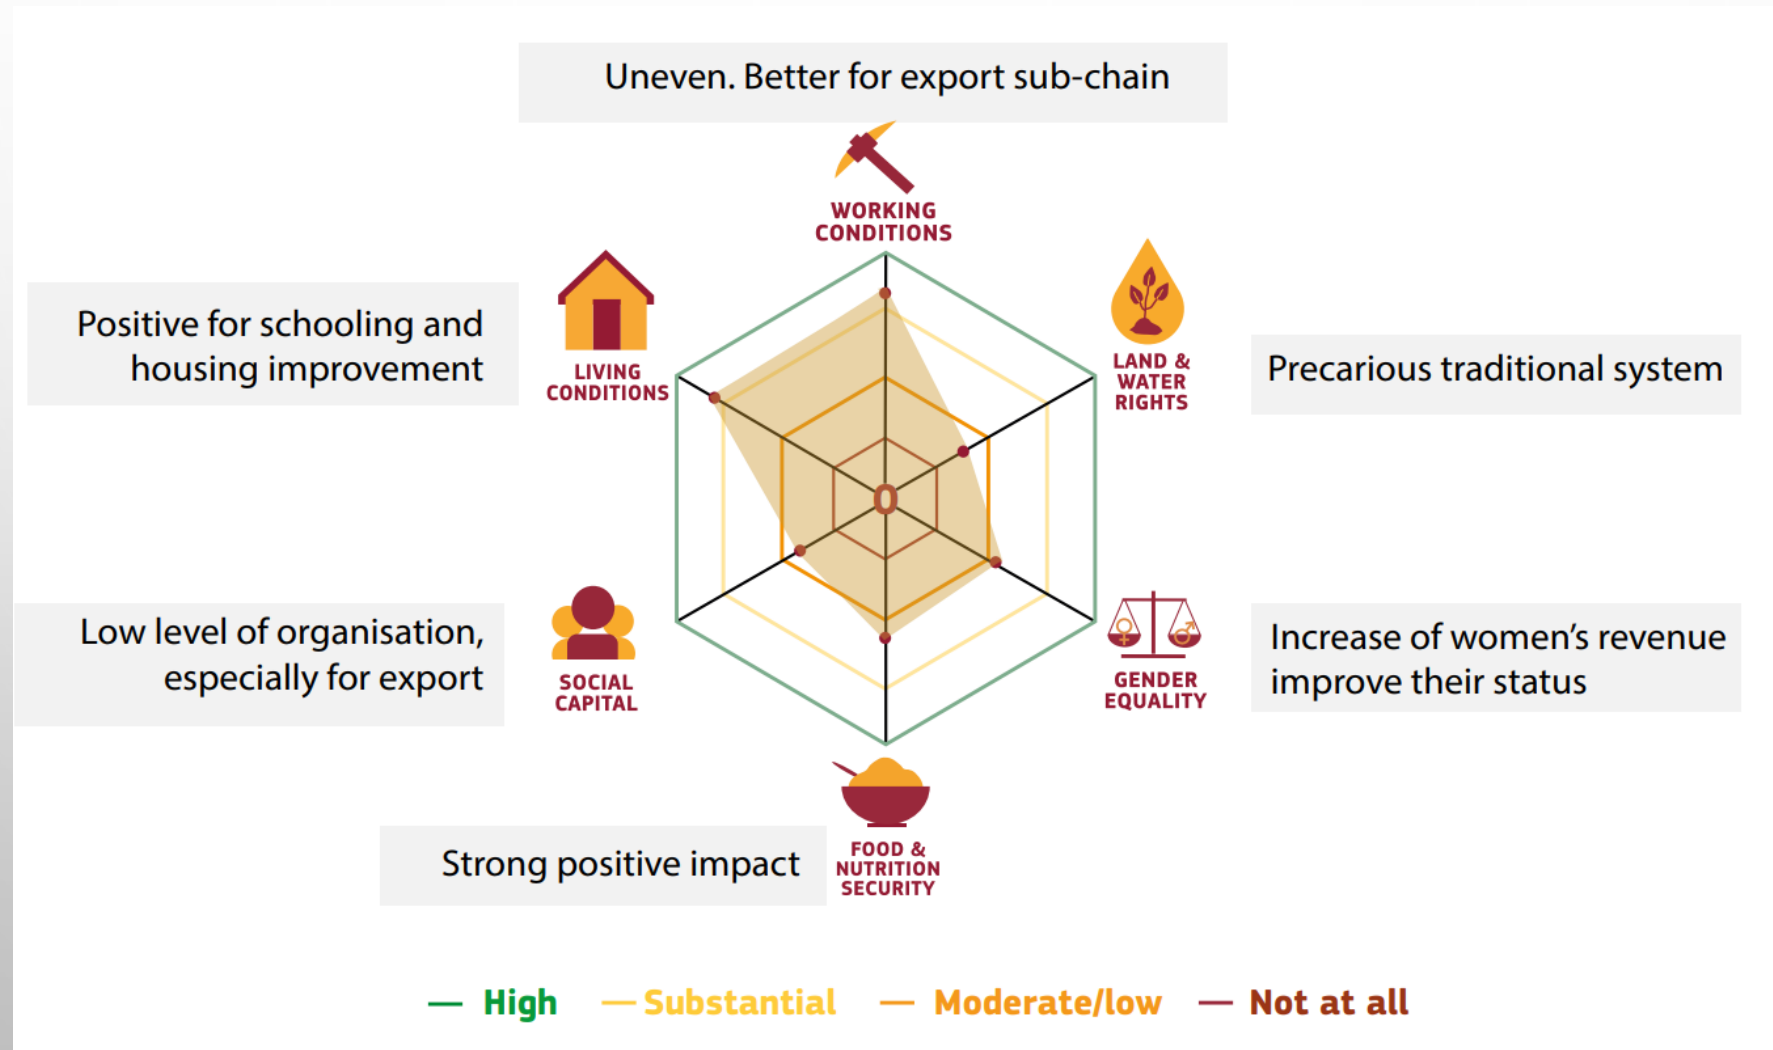 Uneven. Better for export sub-chain
WORKING
CONDITIONS
Positive for schooling and
housing improvement
LIVING
CONDITIONS
LAND &
WATER
RIGHTS
Precarious traditional system
0
Low level of organisation,
especially for export
SOCIAL
CAPITAL
GENDER
EQUALITY
Increase of women’s revenue
improve their status
Strong positive impact
FOOD &
NUTRITION
SECURITY
High Substantial Moderate/low Not at all